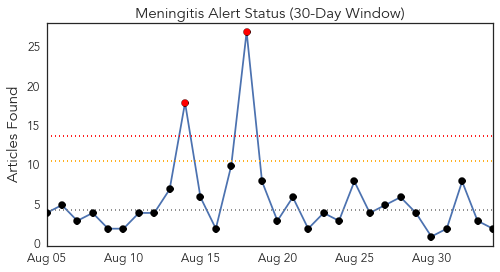 Meningitis Alert Status (30-Day Window)
Articles Found
25
20
15
10
5
0
Aug 05 Aug 10 Aug 15 Aug 20 Aug 25 Aug 30